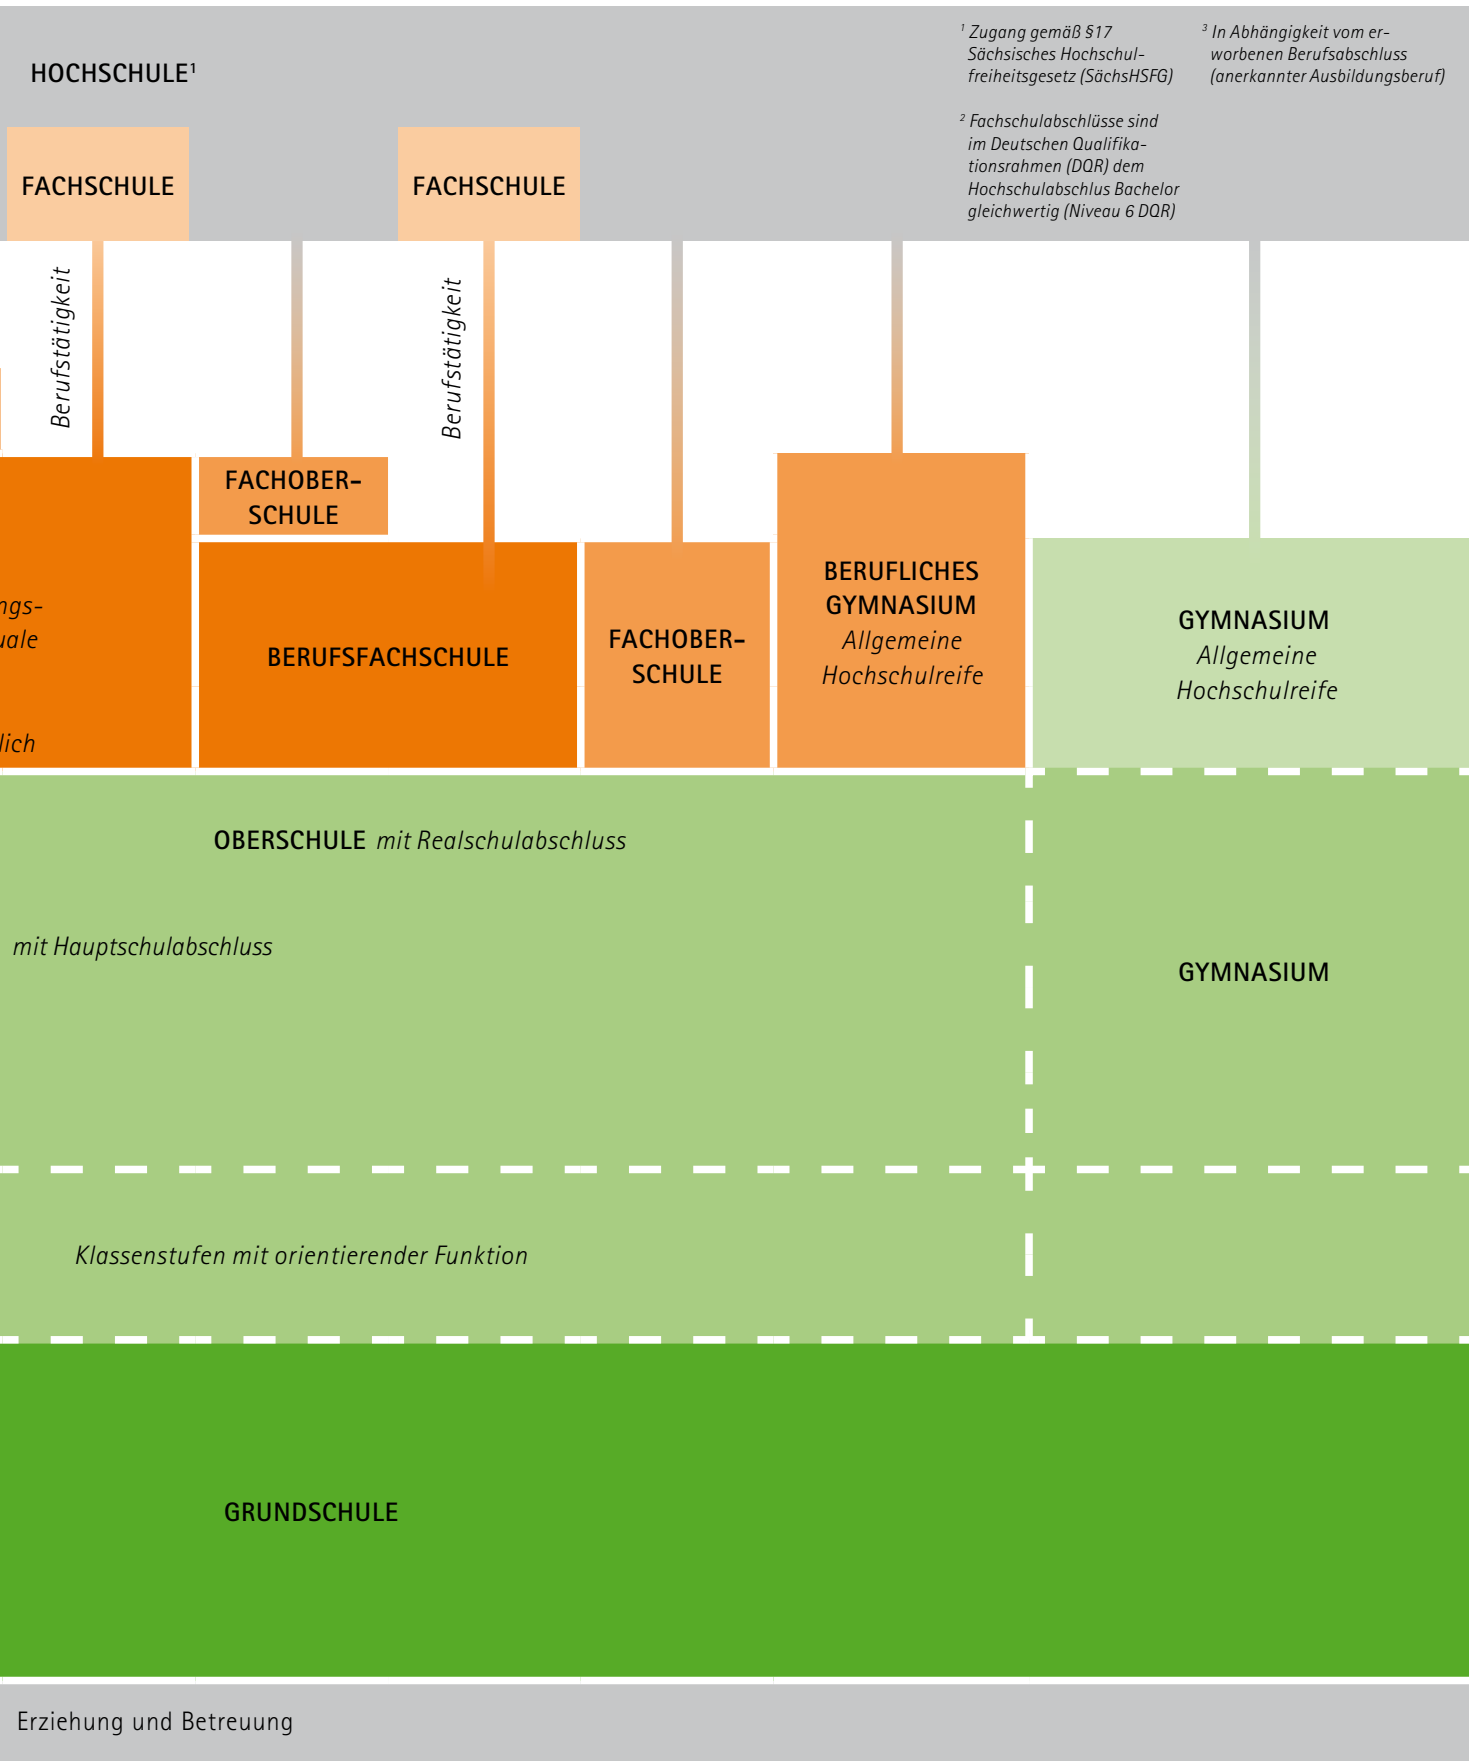 HOCHSCHULE¹
¹ Zugang gemäß §17
Sächsisches Hochschul-
freiheitsgesetz (SächsHSFG)
² Fachschulabschlüsse sind
im Deutschen Qualifika-
tionsrahmen (DQR) dem
Hochschulabschlus Bachelor
gleichwertig (Niveau 6 DQR)
³ In Abhängigkeit vom er-
worbenen Berufsabschluss
(anerkannter Ausbildungsberuf)
FACHSCHULE
FACHSCHULE
Berufstätigkeit
Berufstätigkeit
FACHOBER-
SCHULE
ngs-
uale
lich
BERUFSFACHSCHULE
FACHOBER-
SCHULE
BERUFLICHES
GYMNASIUM
Allgemeine
Hochschulreife
GYMNASIUM
Allgemeine
Hochschulreife
OBERSCHULE mit Realschulabschluss
mit Hauptschulabschluss
GYMNASIUM
Klassenstufen mit orientierender Funktion
GRUNDSCHULE
Erziehung und Betreuung